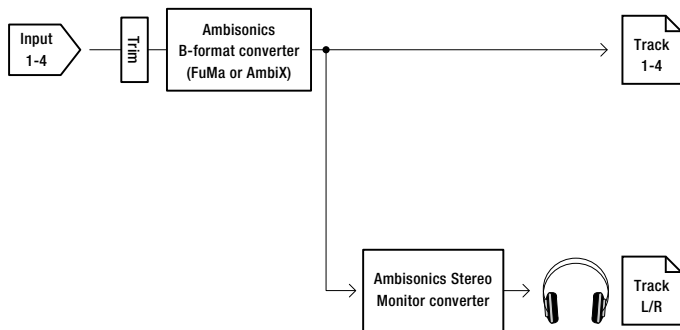 Input
1-4
Trim
Ambisonics
B-format converter
(FuMa or AmbiX)
Track
1-4
Ambisonics Stereo
Monitor converter
Track
L/R